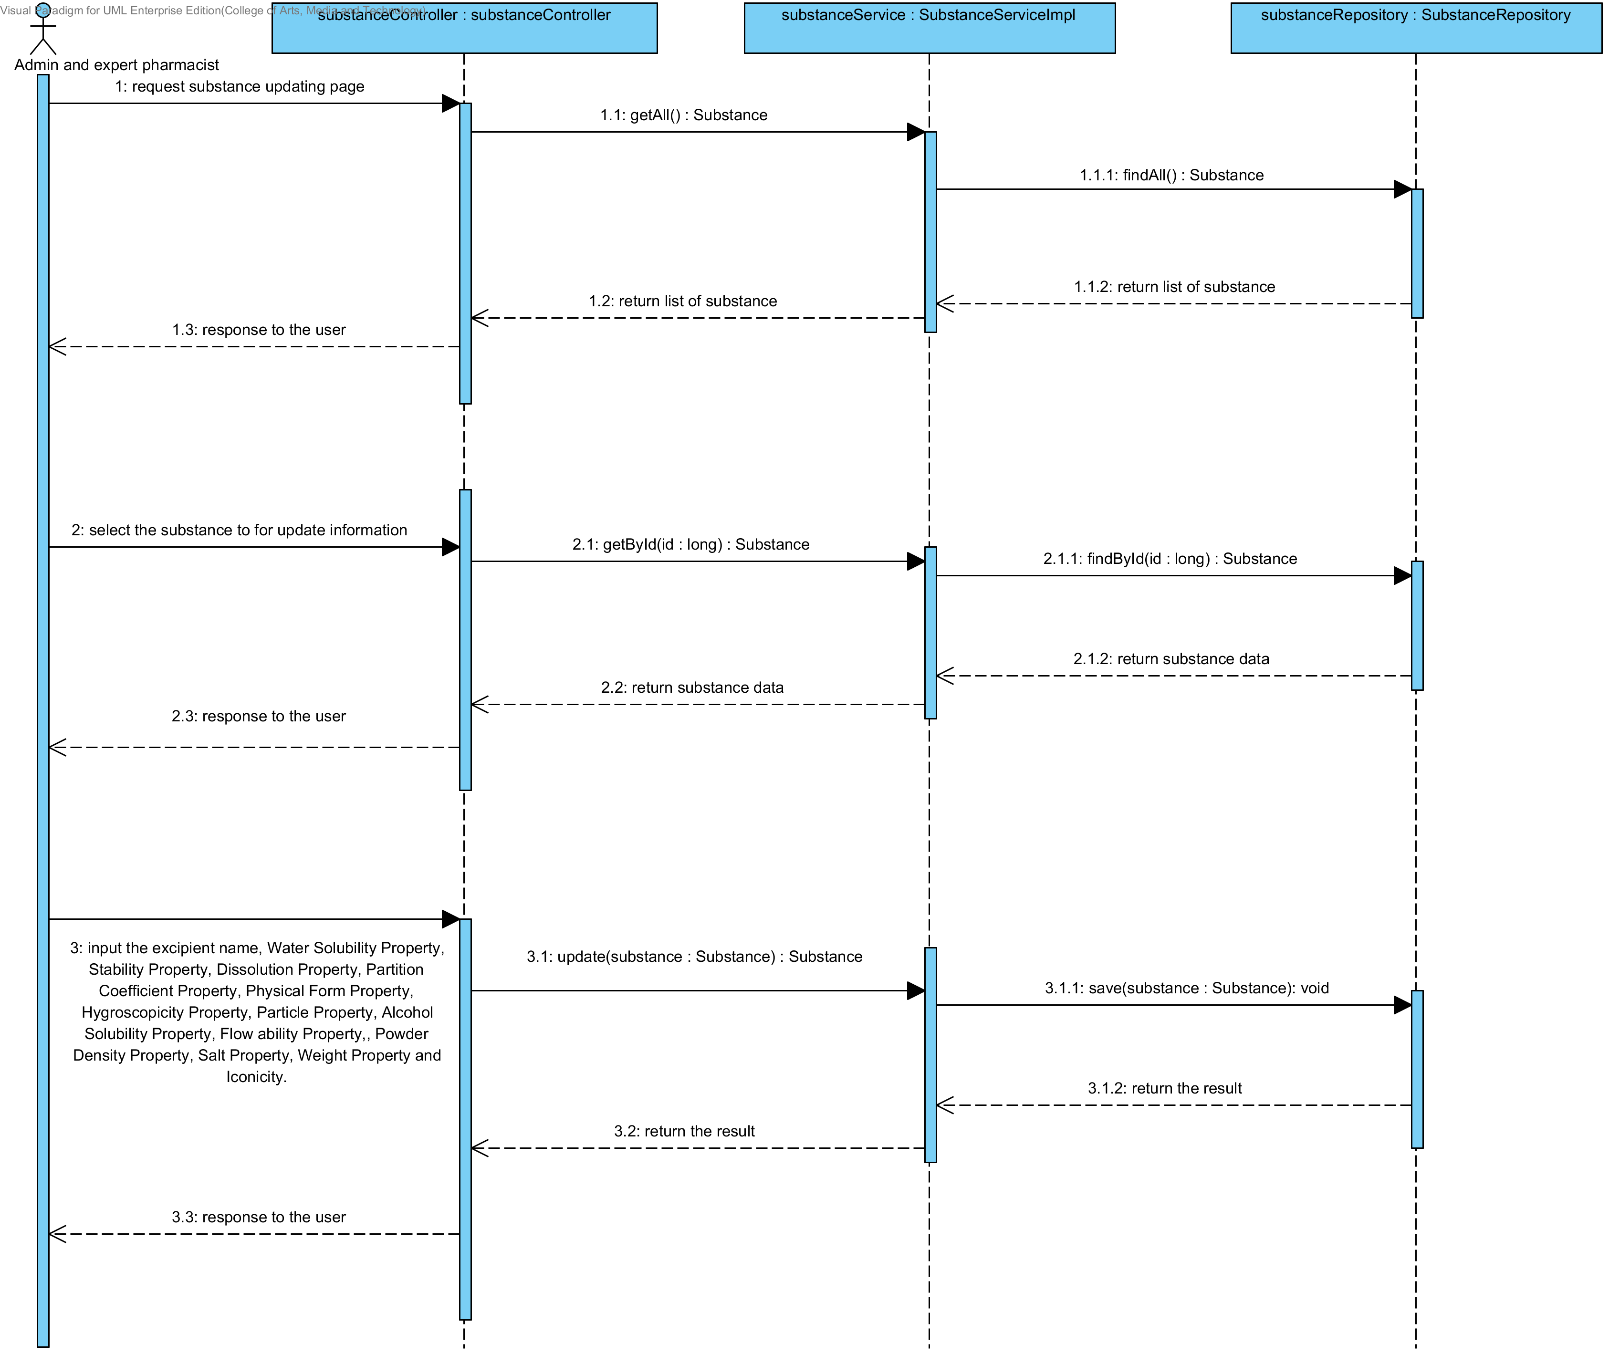 Visual Paradigm for UML Enterprise Edition(College of Arts, Media and Technology)
substanceController : substanceController
substanceService : SubstanceServiceImpl
substanceRepository : SubstanceRepository
Admin and expert pharmacist
1: request substance updating page
1.1: getAll() : Substance
1.1.1: findAll() : Substance
1.1.2: return list of substance
1.2: return list of substance
1.3: response to the user
2: select the substance to for update information
2.1: getById(id : long) : Substance
2.1.1: findById(id : long) : Substance
2.1.2: return substance data
2.2: return substance data
2.3: response to the user
3: input the excipient name, Water Solubility Property,
Stability Property, Dissolution Property, Partition
Coefficient Property, Physical Form Property,
Hygroscopicity Property, Particle Property, Alcohol
Solubility Property, Flow ability Property,, Powder
Density Property, Salt Property, Weight Property and
Iconicity.
3.1: update(substance : Substance) : Substance
3.1.1: save(substance : Substance): void
3.1.2: return the result
3.2: return the result
3.3: response to the user